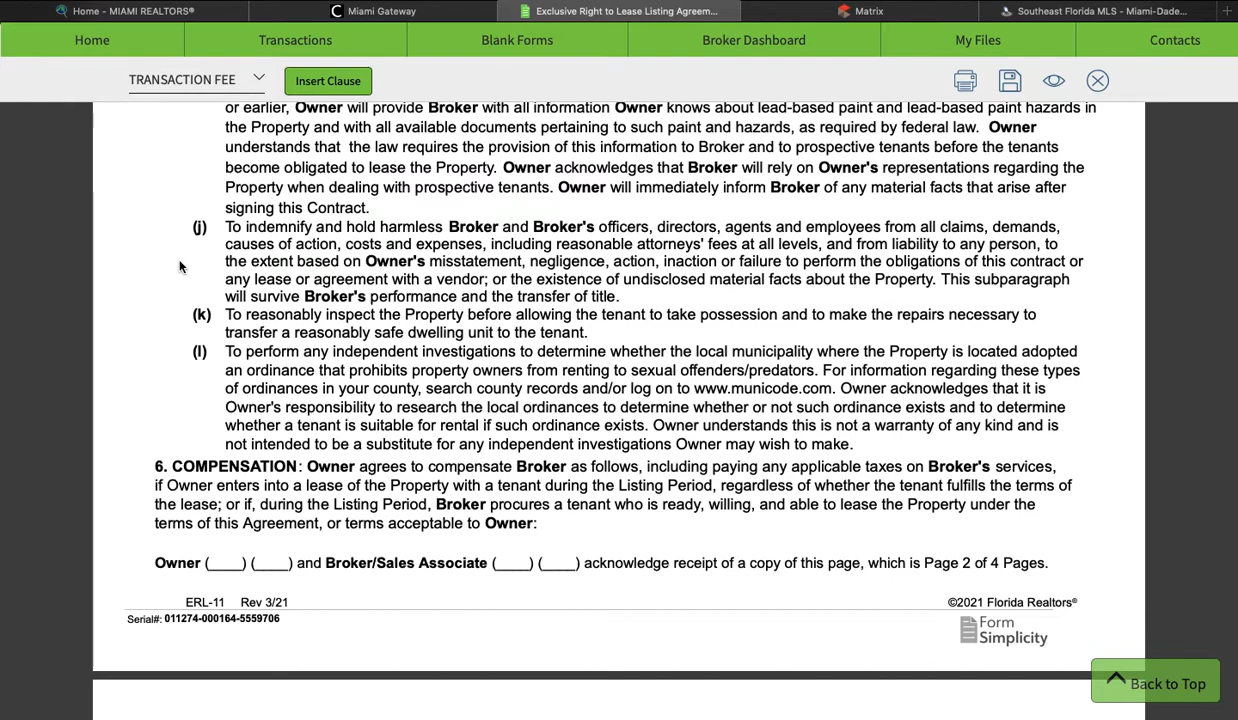 Home - MIAMI REALTORS®
Miami Gateway
Exclusive Right to Lease Listing Agreem...
Matrix
Southeast Florida MLS - Miami-Dade...
Home
Transactions
Blank Forms
Broker Dashboard
My Files
Contacts
TRANSACTION FEE
Insert Clause
or earlier, Owner will provide Broker with all information Owner knows about lead-based paint and lead-based paint hazards in
the Property and with all available documents pertaining to such paint and hazards, as required by federal law. Owner
understands that the law requires the provision of this information to Broker and to prospective tenants before the tenants
become obligated to lease the Property. Owner acknowledges that Broker will rely on Owner's representations regarding the
Property when dealing with prospective tenants. Owner will immediately inform Broker of any material facts that arise after
signing this Contract.
(j) To indemnify and hold harmless Broker and Broker's officers, directors, agents and employees from all claims, demands,
causes of action, costs and expenses, including reasonable attorneys' fees at all levels, and from liability to any person, to
the extent based on Owner's misstatement, negligence, action, inaction or failure to perform the obligations of this contract or
any lease or agreement with a vendor; or the existence of undisclosed material facts about the Property. This subparagraph
will survive Broker's performance and the transfer of title.
(k) To reasonably inspect the Property before allowing the tenant to take possession and to make the repairs necessary to
transfer a reasonably safe dwelling unit to the tenant.
(l) To perform any independent investigations to determine whether the local municipality where the Property is located adopted
an ordinance that prohibits property owners from renting to sexual offenders/predators. For information regarding these types
of ordinances in your county, search county records and/or log on to www.municode.com. Owner acknowledges that it is
Owner's responsibility to research the local ordinances to determine whether or not such ordinance exists and to determine
whether a tenant is suitable for rental if such ordinance exists. Owner understands this is not a warranty of any kind and is
not intended to be a substitute for any independent investigations Owner may wish to make.
6. COMPENSATION: Owner agrees to compensate Broker as follows, including paying any applicable taxes on Broker's services,
if Owner enters into a lease of the Property with a tenant during the Listing Period, regardless of whether the tenant fulfills the terms of
the lease; or if, during the Listing Period, Broker procures a tenant who is ready, willing, and able to lease the Property under the
terms of this Agreement, or terms acceptable to Owner:
Owner (____) (____) and Broker/Sales Associate (____) (____) acknowledge receipt of a copy of this page, which is Page 2 of 4 Pages.
ERL-11 Rev 3/21
©2021 Florida Realtors®
Serial#: 011274-000164-5559706
Form
Simplicity
Back to Top